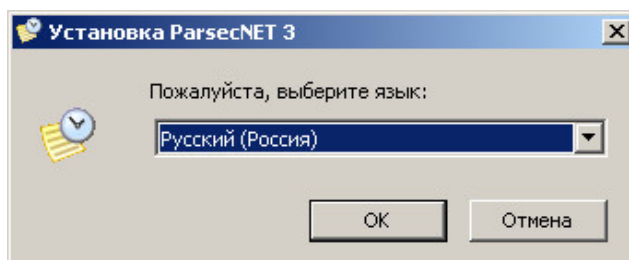 Установка ParsecNET 3
Пожалуйста, выберите язык:
Русский (Россия)
OK
Отмена